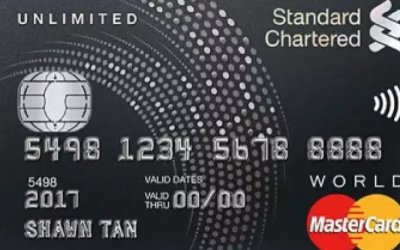 UNLIMITED
Standard
Chartered
5498 1234 5678 8888
5498
2017
VALID DATES
VALID
THRU
00/00
WORLD
SHAWN TAN
MasterCard